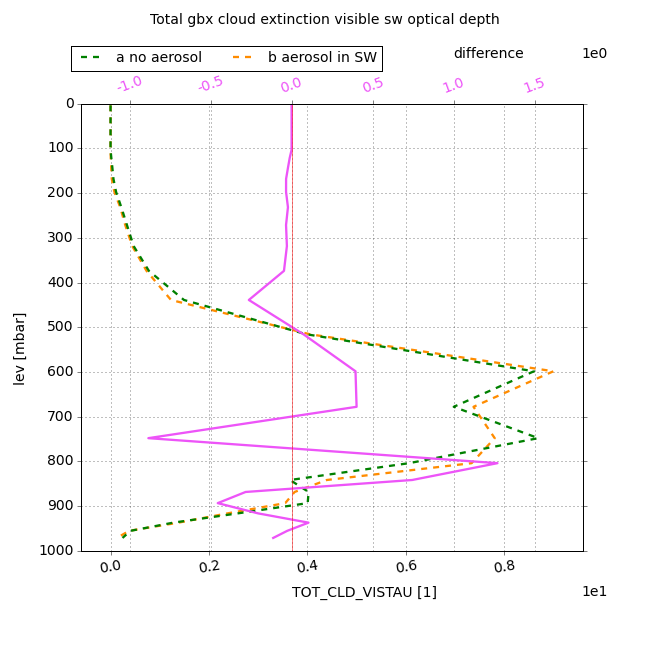 Total gbx cloud extinction visible sw optical depth
a no aerosol b aerosol in SW difference 1e0
-1.0 -0.5 0.0 0.5 1.0 1.5
0
100
200
300
400
500
600
700
800
900
1000
lev [mbar]
0.0 0.2 0.4 0.6 0.8
TOT_CLD_VISTAU [1] 1e1